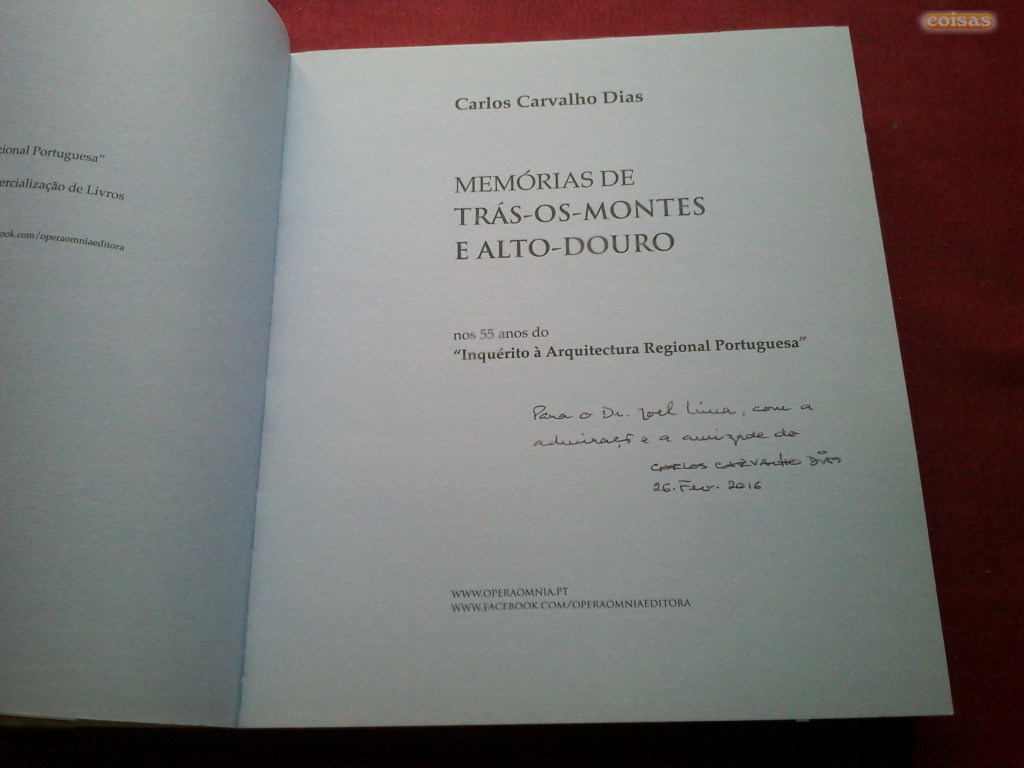 coisas
gional Portuguesa"
ercialização de Livros
ook.com/operaomniaeditora
Carlos Carvalho Dias
MEMÓRIAS DE
TRÁS-OS-MONTES
E ALTO-DOURO
nos 55 anos do
"Inquérito à Arquitectura Regional Portuguesa"
Para o Dr. Joel Lima, com a
admiração e a amizade do
CARLOS CARVALHO DIAS
26. Fev. 2016
WWW.OPERAOMNIA.PT
WWW.FACEBOOK.COM/OPERAOMNIAEDITORA